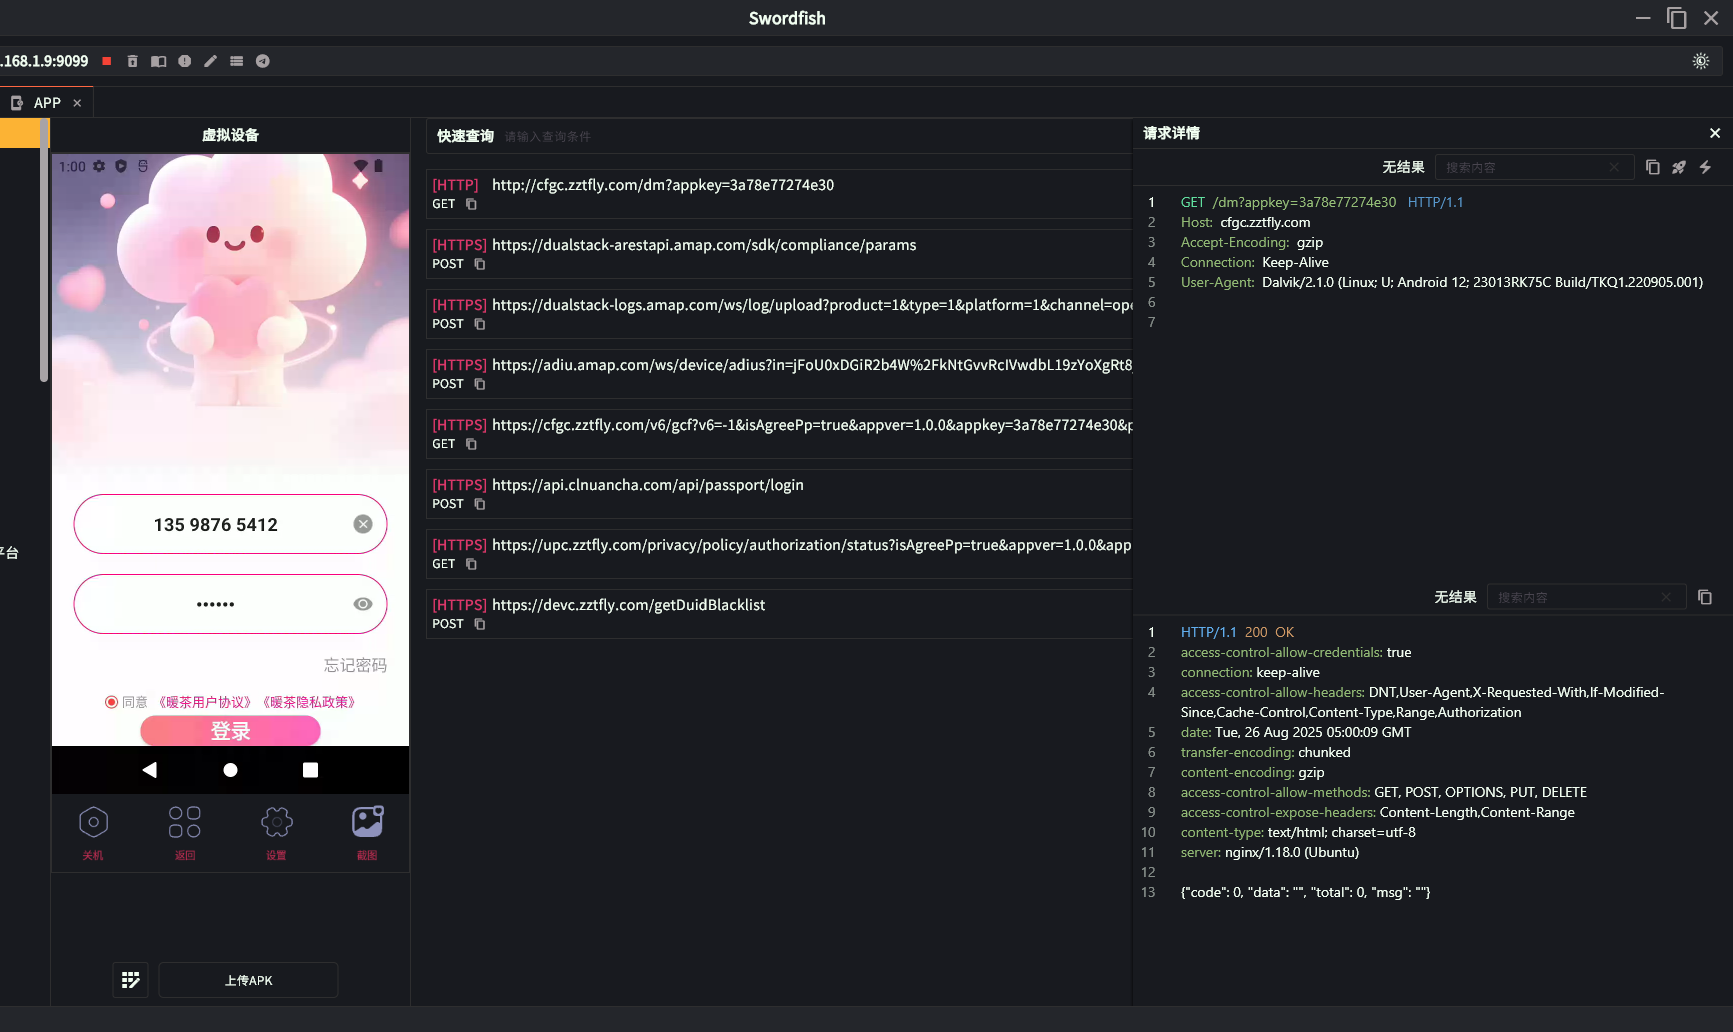 Swordfish
.168.1.9:9099
APP
平台
虚拟设备
1:00
135 9876 5412
••••••
忘记密码
同意 《暖茶用户协议》 《暖茶隐私政策》
登录
关机 返回 设置 截图
上传APK
快速查询 请输入查询条件
[HTTP] http://cfgc.zztfly.com/dm?appkey=3a78e77274e30
GET
[HTTPS] https://dualstack-arestapi.amap.com/sdk/compliance/params
POST
[HTTPS] https://dualstack-logs.amap.com/ws/log/upload?product=1&type=1&platform=1&channel=ope
POST
[HTTPS] https://adiu.amap.com/ws/device/adius?in=jFoU0xDGiR2b4W%2FkNtGvvRcIVwdbL19zYoXgRt8
POST
[HTTPS] https://cfgc.zztfly.com/v6/gcf?v6=-1&isAgreePp=true&appver=1.0.0&appkey=3a78e77274e30&p
GET
[HTTPS] https://api.clnuancha.com/api/passport/login
POST
[HTTPS] https://upc.zztfly.com/privacy/policy/authorization/status?isAgreePp=true&appver=1.0.0&app
GET
[HTTPS] https://devc.zztfly.com/getDuidBlacklist
POST
请求详情
无结果 搜索内容
1 GET /dm?appkey=3a78e77274e30 HTTP/1.1
2 Host: cfgc.zztfly.com
3 Accept-Encoding: gzip
4 Connection: Keep-Alive
5 User-Agent: Dalvik/2.1.0 (Linux; U; Android 12; 23013RK75C Build/TKQ1.220905.001)
6
7
无结果 搜索内容
1 HTTP/1.1 200 OK
2 access-control-allow-credentials: true
3 connection: keep-alive
4 access-control-allow-headers: DNT,User-Agent,X-Requested-With,If-Modified-
Since,Cache-Control,Content-Type,Range,Authorization
5 date: Tue, 26 Aug 2025 05:00:09 GMT
6 transfer-encoding: chunked
7 content-encoding: gzip
8 access-control-allow-methods: GET, POST, OPTIONS, PUT, DELETE
9 access-control-expose-headers: Content-Length,Content-Range
10 content-type: text/html; charset=utf-8
11 server: nginx/1.18.0 (Ubuntu)
12
13 {"code": 0, "data": "", "total": 0, "msg": ""}